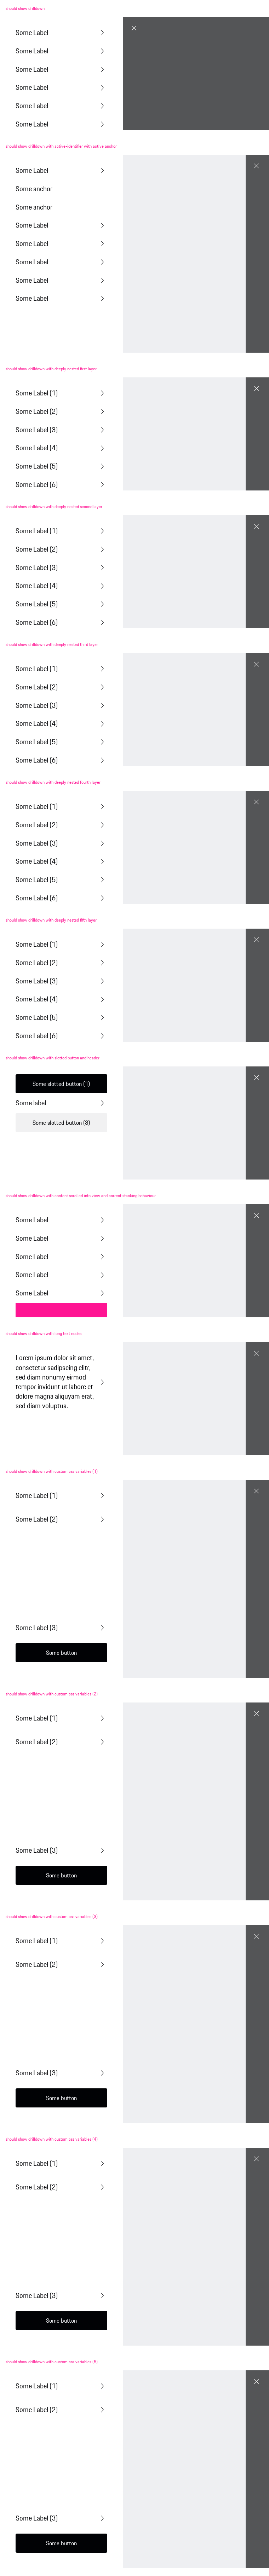 should show drilldown
Some Label
Some Label
Some Label
Some Label
Some Label
Some Label
should show drilldown with active identifier with active anchor
Some Label
Some anchor
Some anchor
Some Label
Some Label
Some Label
Some Label
Some Label
should show drilldown with deeply nested first layer
Some Label (1)
Some Label (2)
Some Label (3)
Some Label (4)
Some Label (5)
Some Label (6)
should show drilldown with deeply nested second layer
Some Label (1)
Some Label (2)
Some Label (3)
Some Label (4)
Some Label (5)
Some Label (6)
should show drilldown with deeply nested third layer
Some Label (1)
Some Label (2)
Some Label (3)
Some Label (4)
Some Label (5)
Some Label (6)
should show drilldown with deeply nested fourth layer
Some Label (1)
Some Label (2)
Some Label (3)
Some Label (4)
Some Label (5)
Some Label (6)
should show drilldown with deeply nested fifth layer
Some Label (1)
Some Label (2)
Some Label (3)
Some Label (4)
Some Label (5)
Some Label (6)
should show drilldown with slotted button and header
Some slotted button (1)
Some label
Some slotted button (3)
should show drilldown with content scrolled into view and correct stacking behaviour
Some Label
Some Label
Some Label
Some Label
Some Label
should show drilldown with long text nodes
Lorem ipsum dolor sit amet,
consetetur sadipscing elitr,
sed diam nonumy eirmod
tempor invidunt ut labore et
dolore magna aliquyam erat,
sed diam voluptua.
should show drilldown with custom css variables (1)
Some Label (1)
Some Label (2)
Some Label (3)
Some button
should show drilldown with custom css variables (2)
Some Label (1)
Some Label (2)
Some Label (3)
Some button
should show drilldown with custom css variables (3)
Some Label (1)
Some Label (2)
Some Label (3)
Some button
should show drilldown with custom css variables (4)
Some Label (1)
Some Label (2)
Some Label (3)
Some button
should show drilldown with custom css variables (5)
Some Label (1)
Some Label (2)
Some Label (3)
Some button